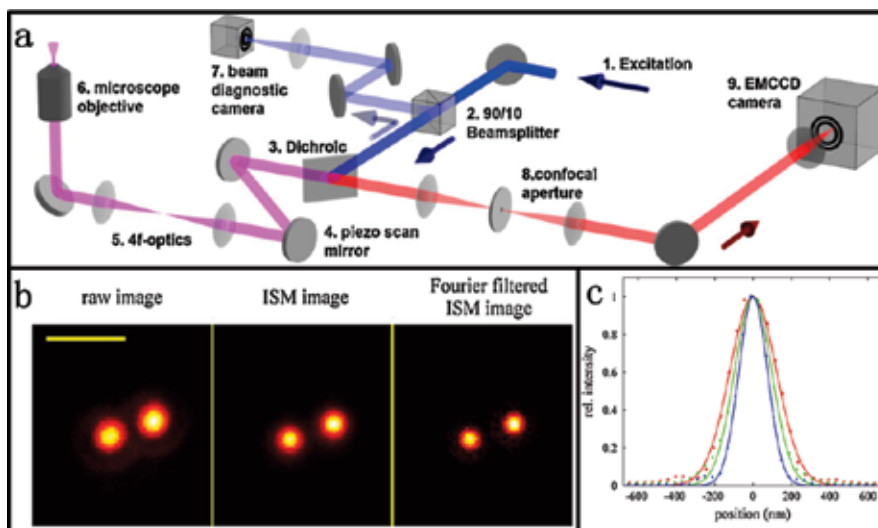 a
1. Excitation
2. 90/10
Beamsplitter
3. Dichroic
4. piezo scan
mirror
5. 4f-optics
6. microscope
objective
7. beam
diagnostic
camera
8.confocal
aperture
9. EMCCD
camera
b
raw image
ISM image
Fourier filtered
ISM image
c
rel. intensity
1
0.8
0.6
0.4
0.2
0
-600 -400 -200 0 200 400 600
position (nm)